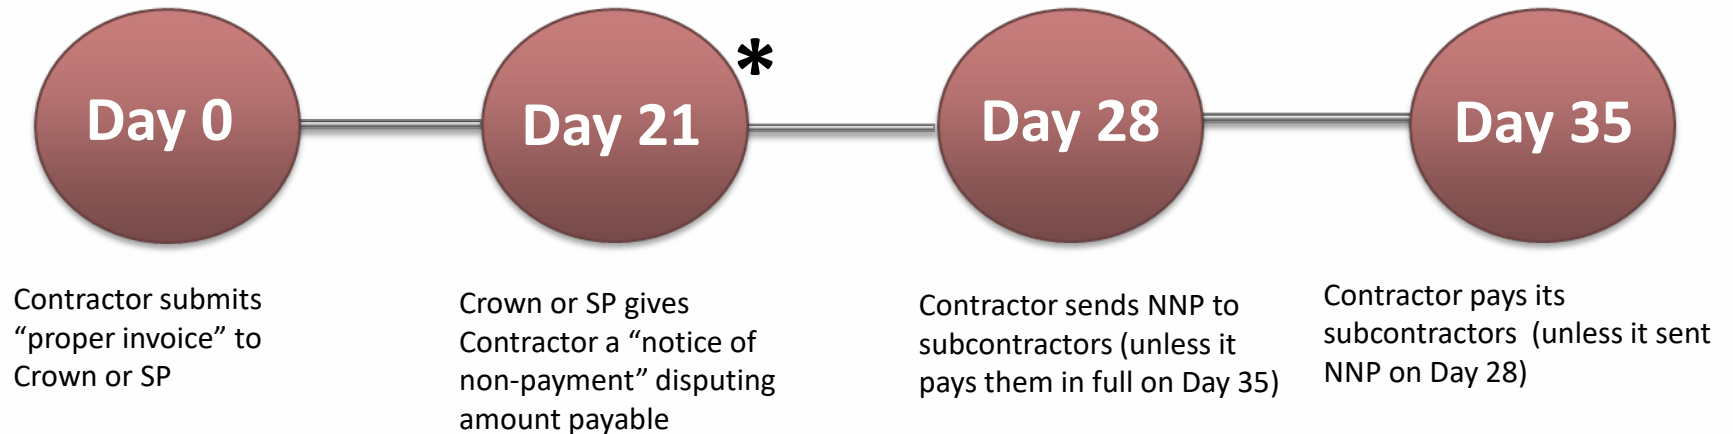 Day 0
Day 21
*
Day 28
Day 35
Contractor submits
“proper invoice” to
Crown or SP
Crown or SP gives
Contractor a “notice of
non-payment” disputing
amount payable
Contractor sends NNP to
subcontractors (unless it
pays them in full on Day 35)
Contractor pays its
subcontractors (unless it sent
NNP on Day 28)